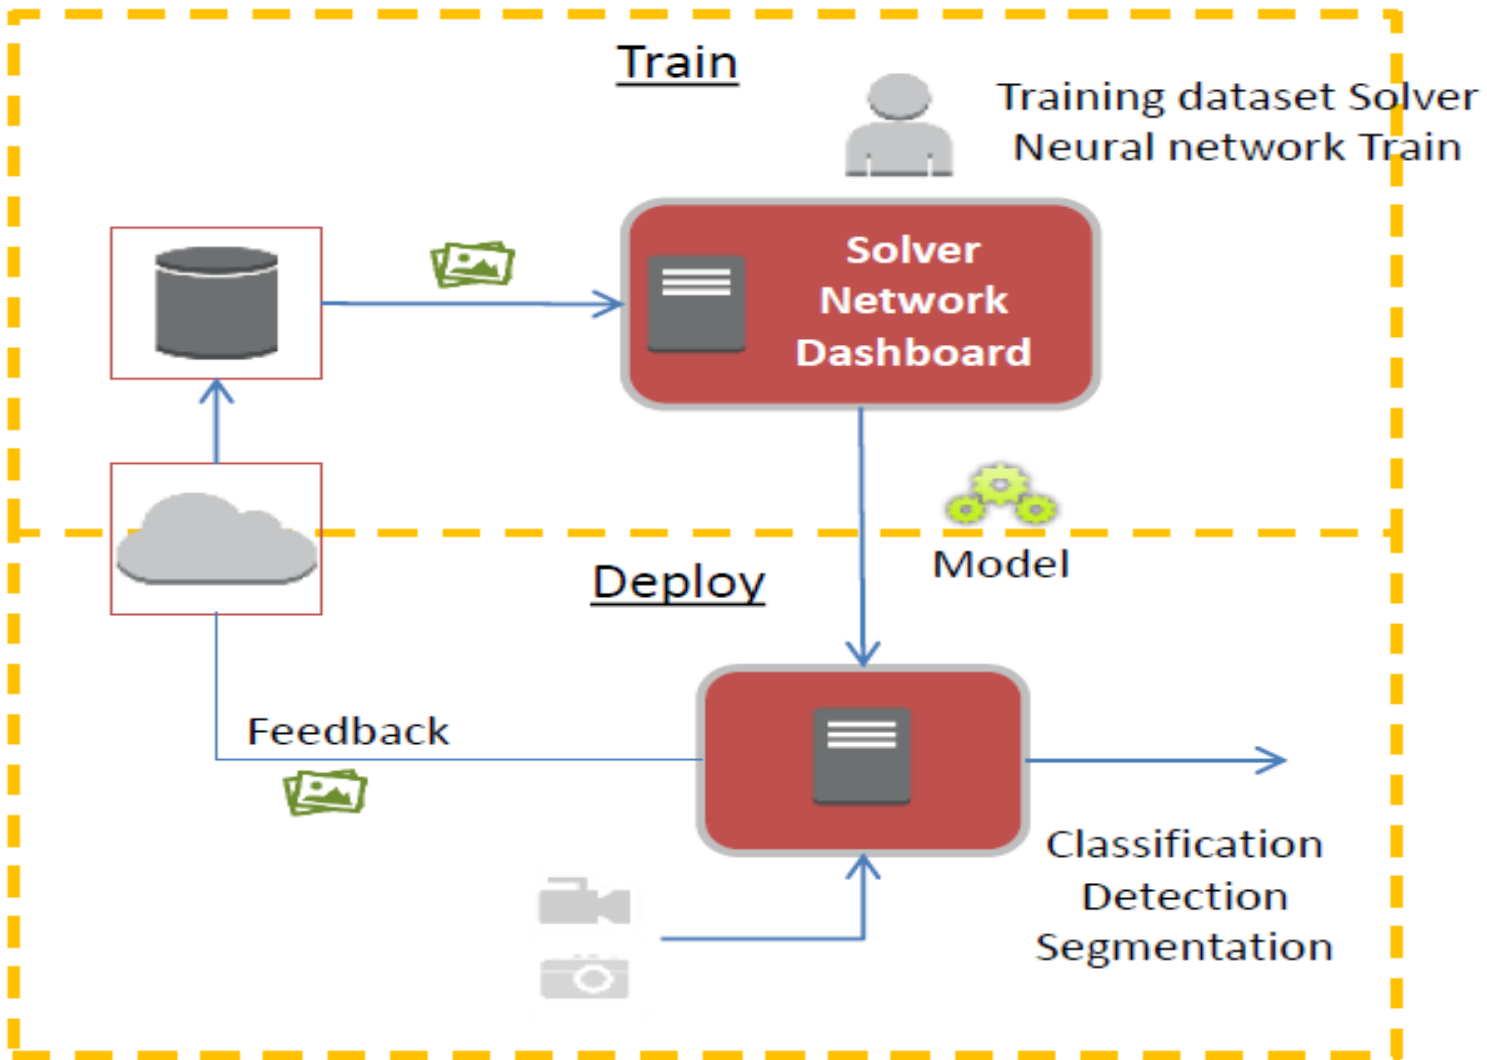 Train
Training dataset Solver
Neural network Train
Solver
Network
Dashboard
Model
Deploy
Feedback
Classification
Detection
Segmentation